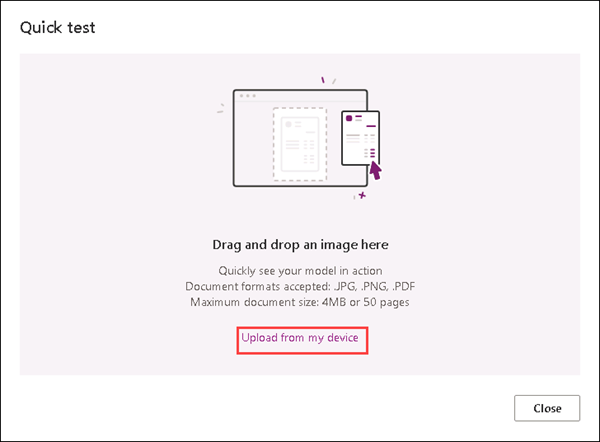 Quick test
Drag and drop an image here
Quickly see your model in action
Document formats accepted: .JPG, .PNG, .PDF
Maximum document size: 4MB or 50 pages
Upload from my device
Close